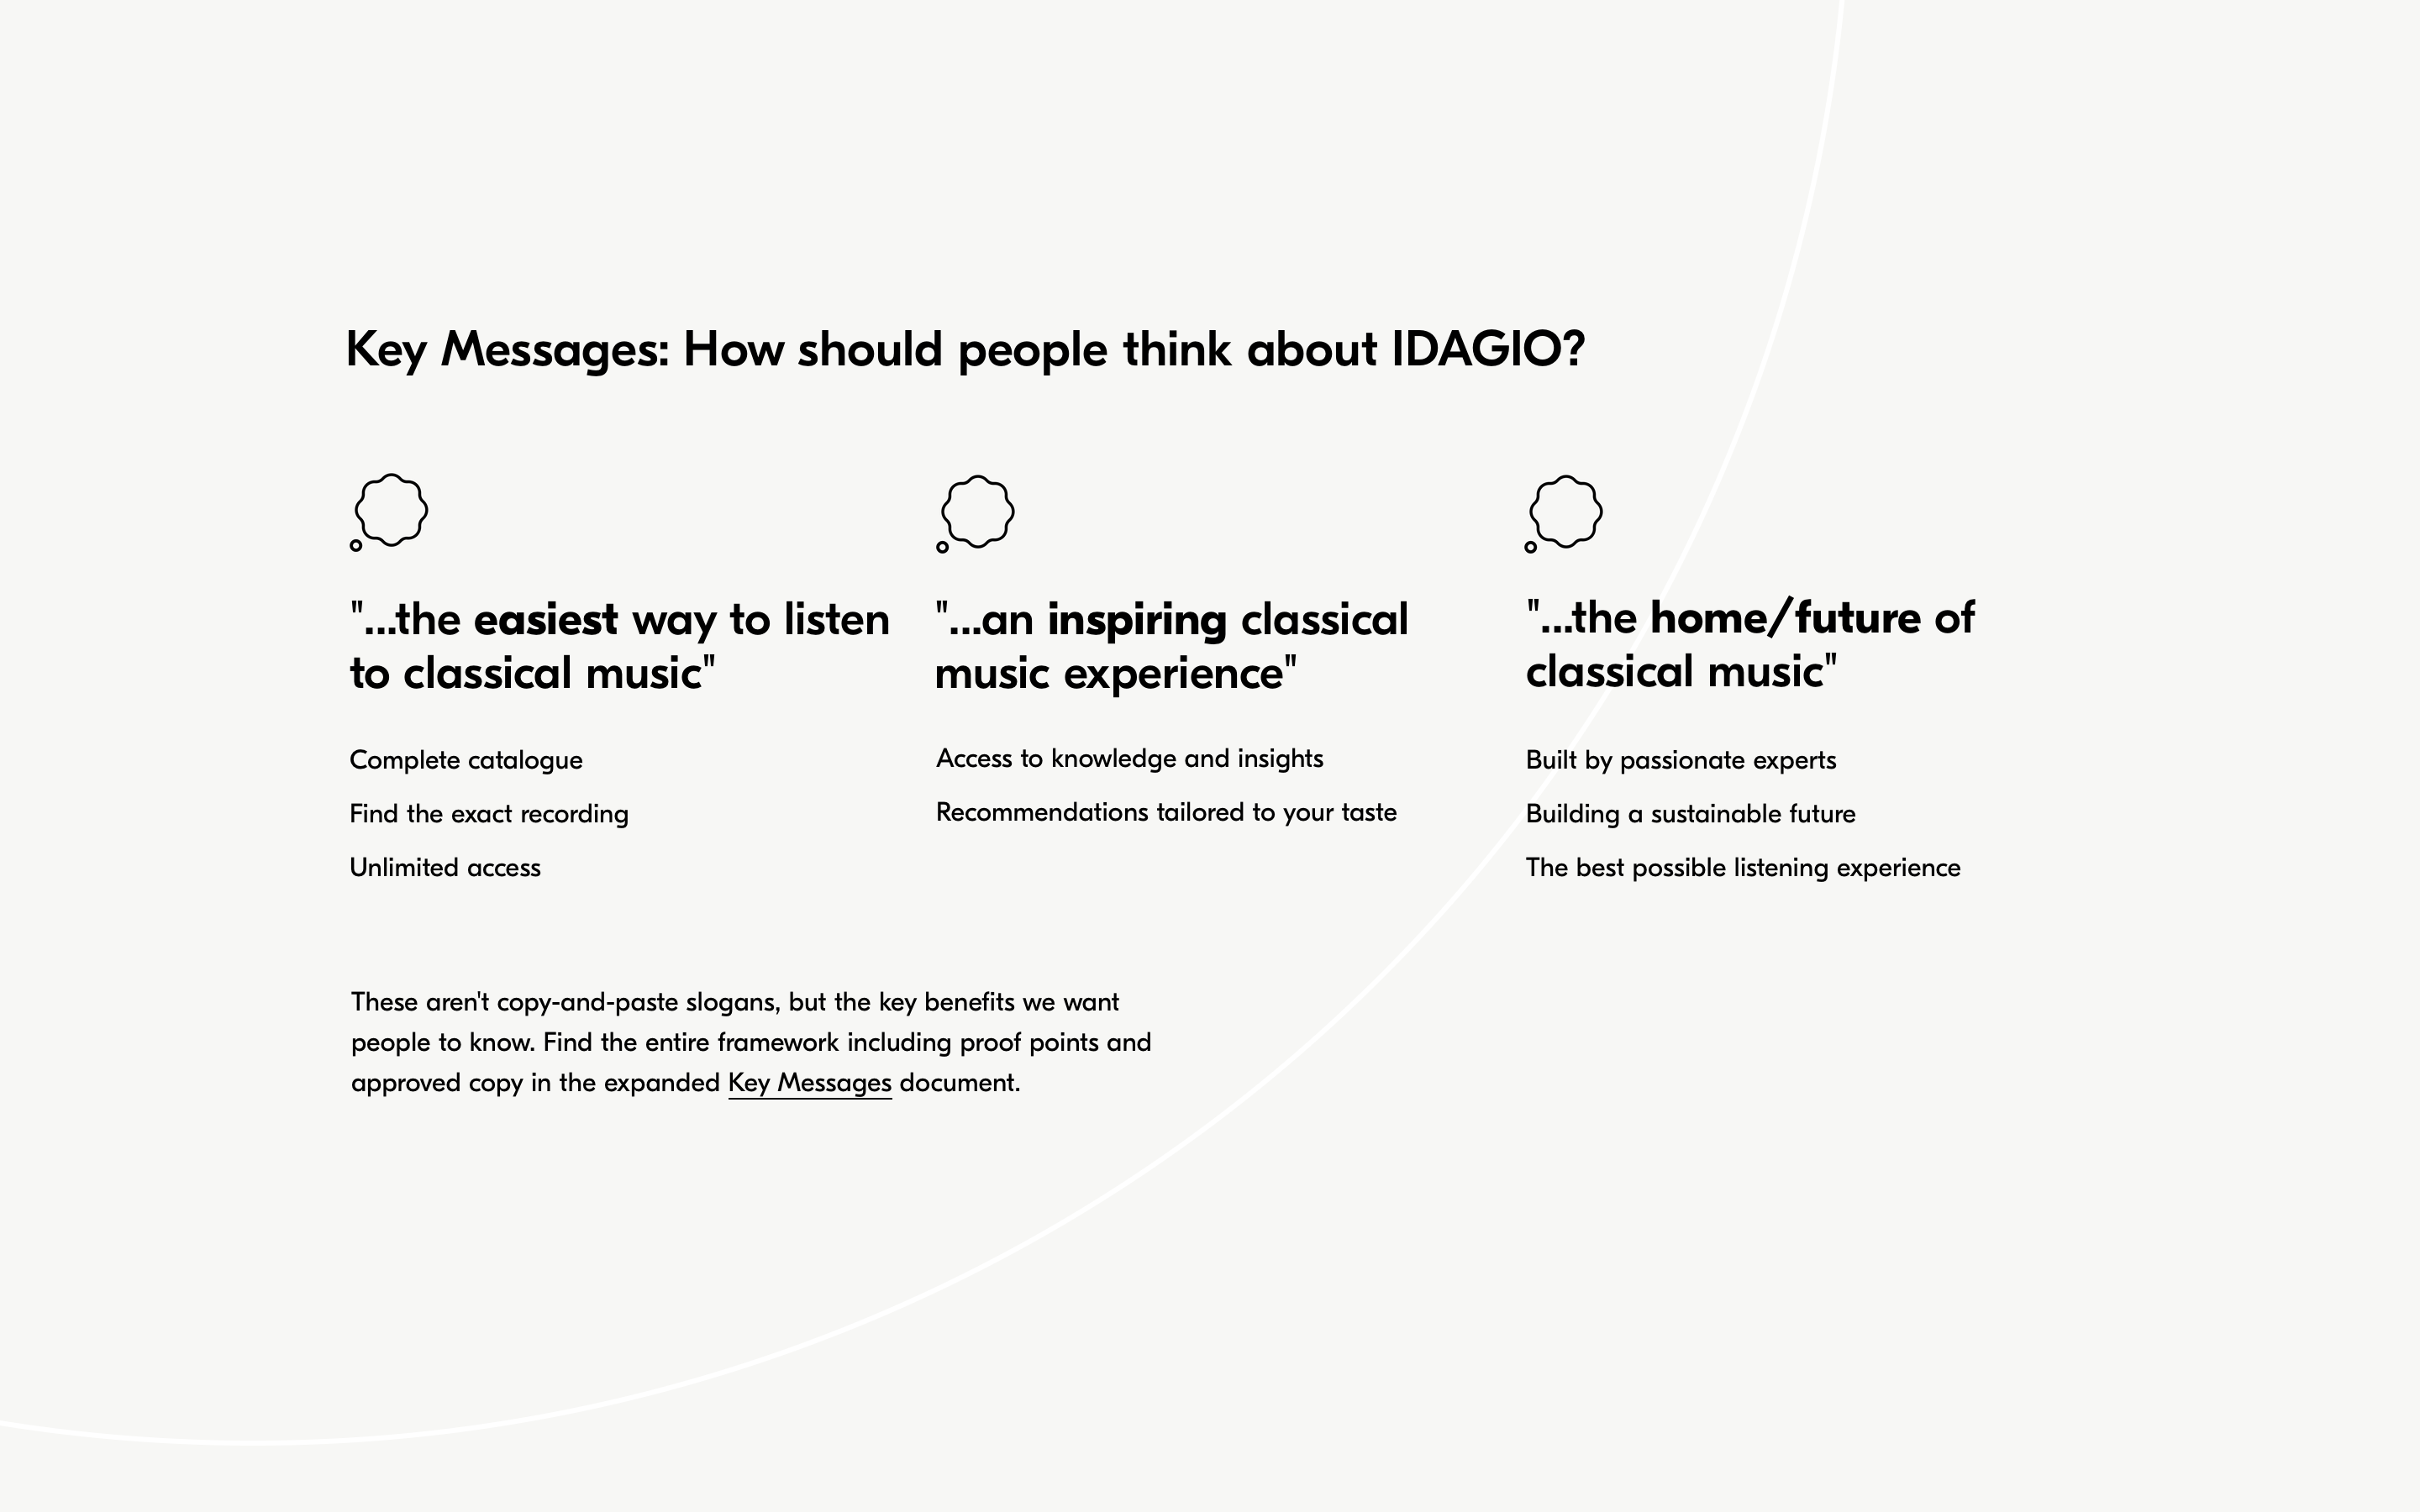 Key Messages: How should people think about IDAGIO?
"...the easiest way to listen
to classical music"
Complete catalogue
Find the exact recording
Unlimited access
"...an inspiring classical
music experience"
Access to knowledge and insights
Recommendations tailored to your taste
"...the home/future of
classical music"
Built by passionate experts
Building a sustainable future
The best possible listening experience
These aren't copy-and-paste slogans, but the key benefits we want
people to know. Find the entire framework including proof points and
approved copy in the expanded Key Messages document.